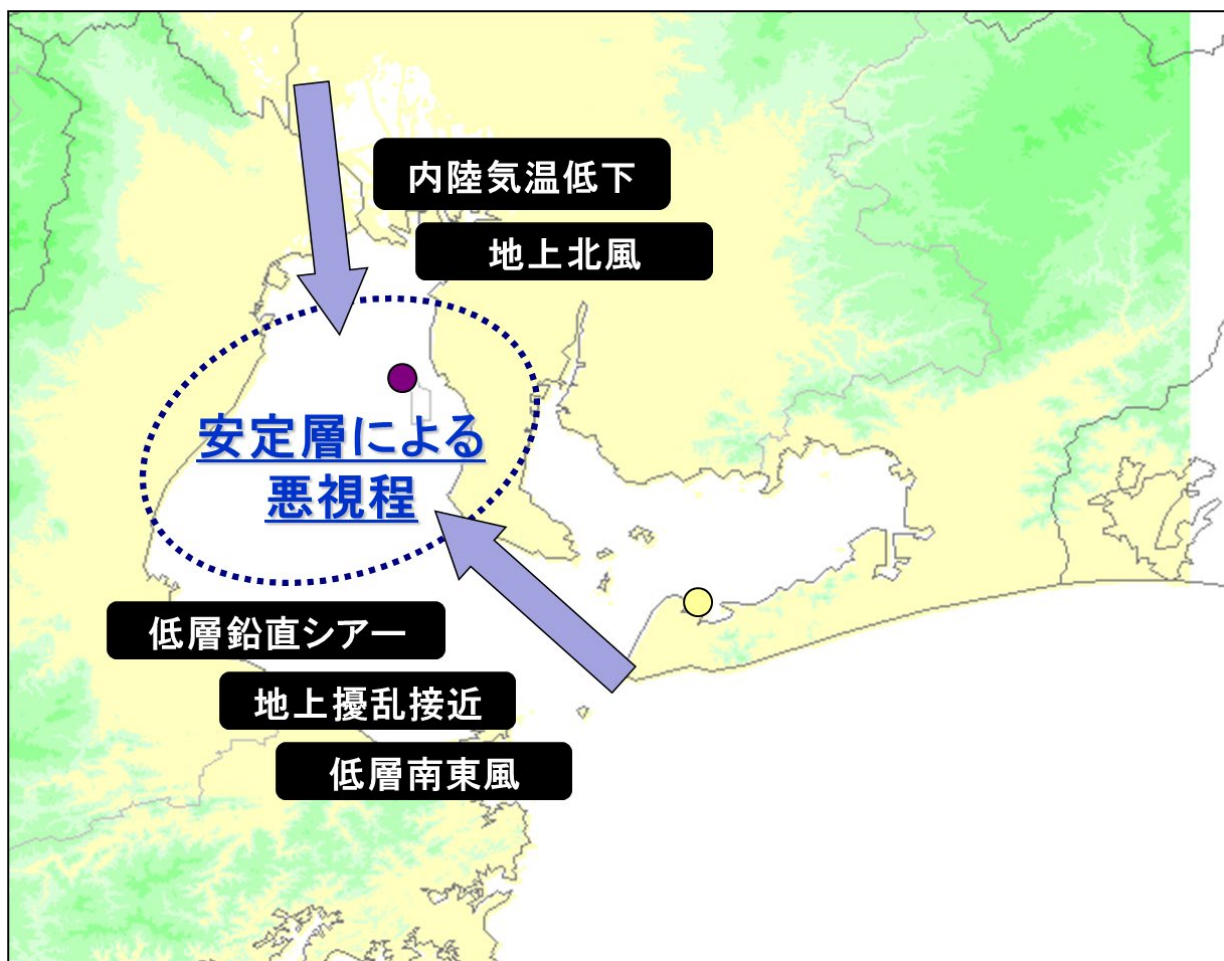 内陸気温低下
地上北風
安定層による
悪視程
低層鉛直シアー
地上擾乱接近
低層南東風